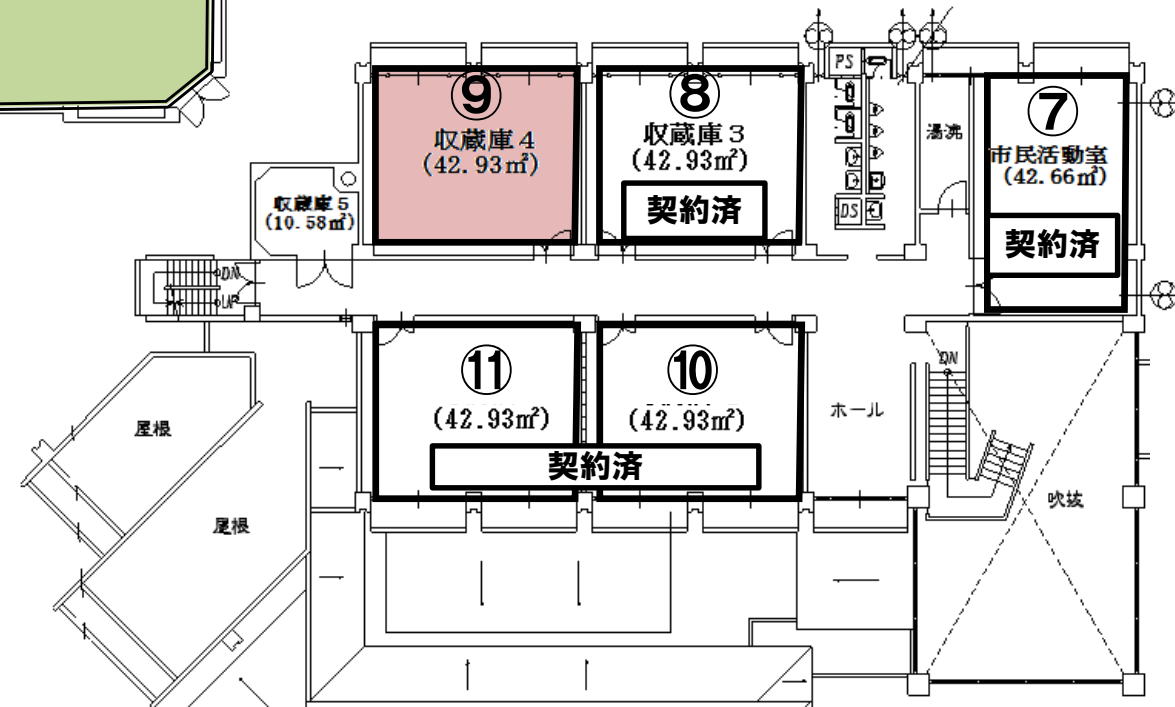 PS
⑨
収蔵庫4
(42.93㎡)
⑧
収蔵庫3
(42.93㎡)
契約済
湯沸
⑦
市民活動室
(42.66㎡)
契約済
収蔵庫5
(10.58㎡)
DS
DN
UP
⑪
(42.93㎡)
⑩
(42.93㎡)
契約済
ホール
DN
吹抜
屋根
屋根